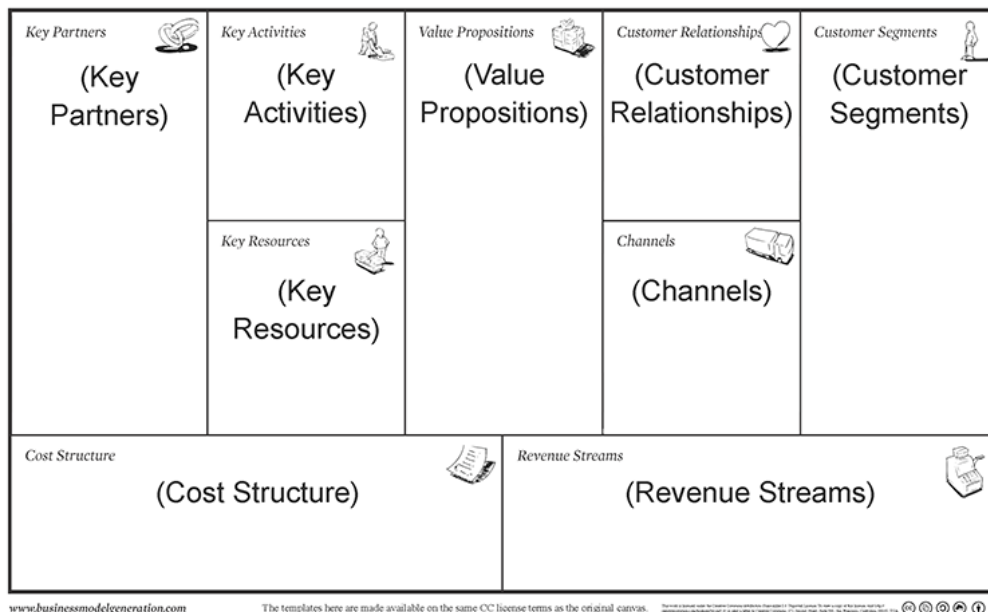 Key Partners
(Key
Partners)
Key Activities
(Key
Activities)
Key Resources
(Key
Resources)
Value Propositions
(Value
Propositions)
Customer Relationships
(Customer
Relationships)
Channels
(Channels)
Customer Segments
(Customer
Segments)
Cost Structure
(Cost Structure)
Revenue Streams
(Revenue Streams)
www.businessmodelgeneration.com
The templates here are made available on the same CC license terms as the original canvas.